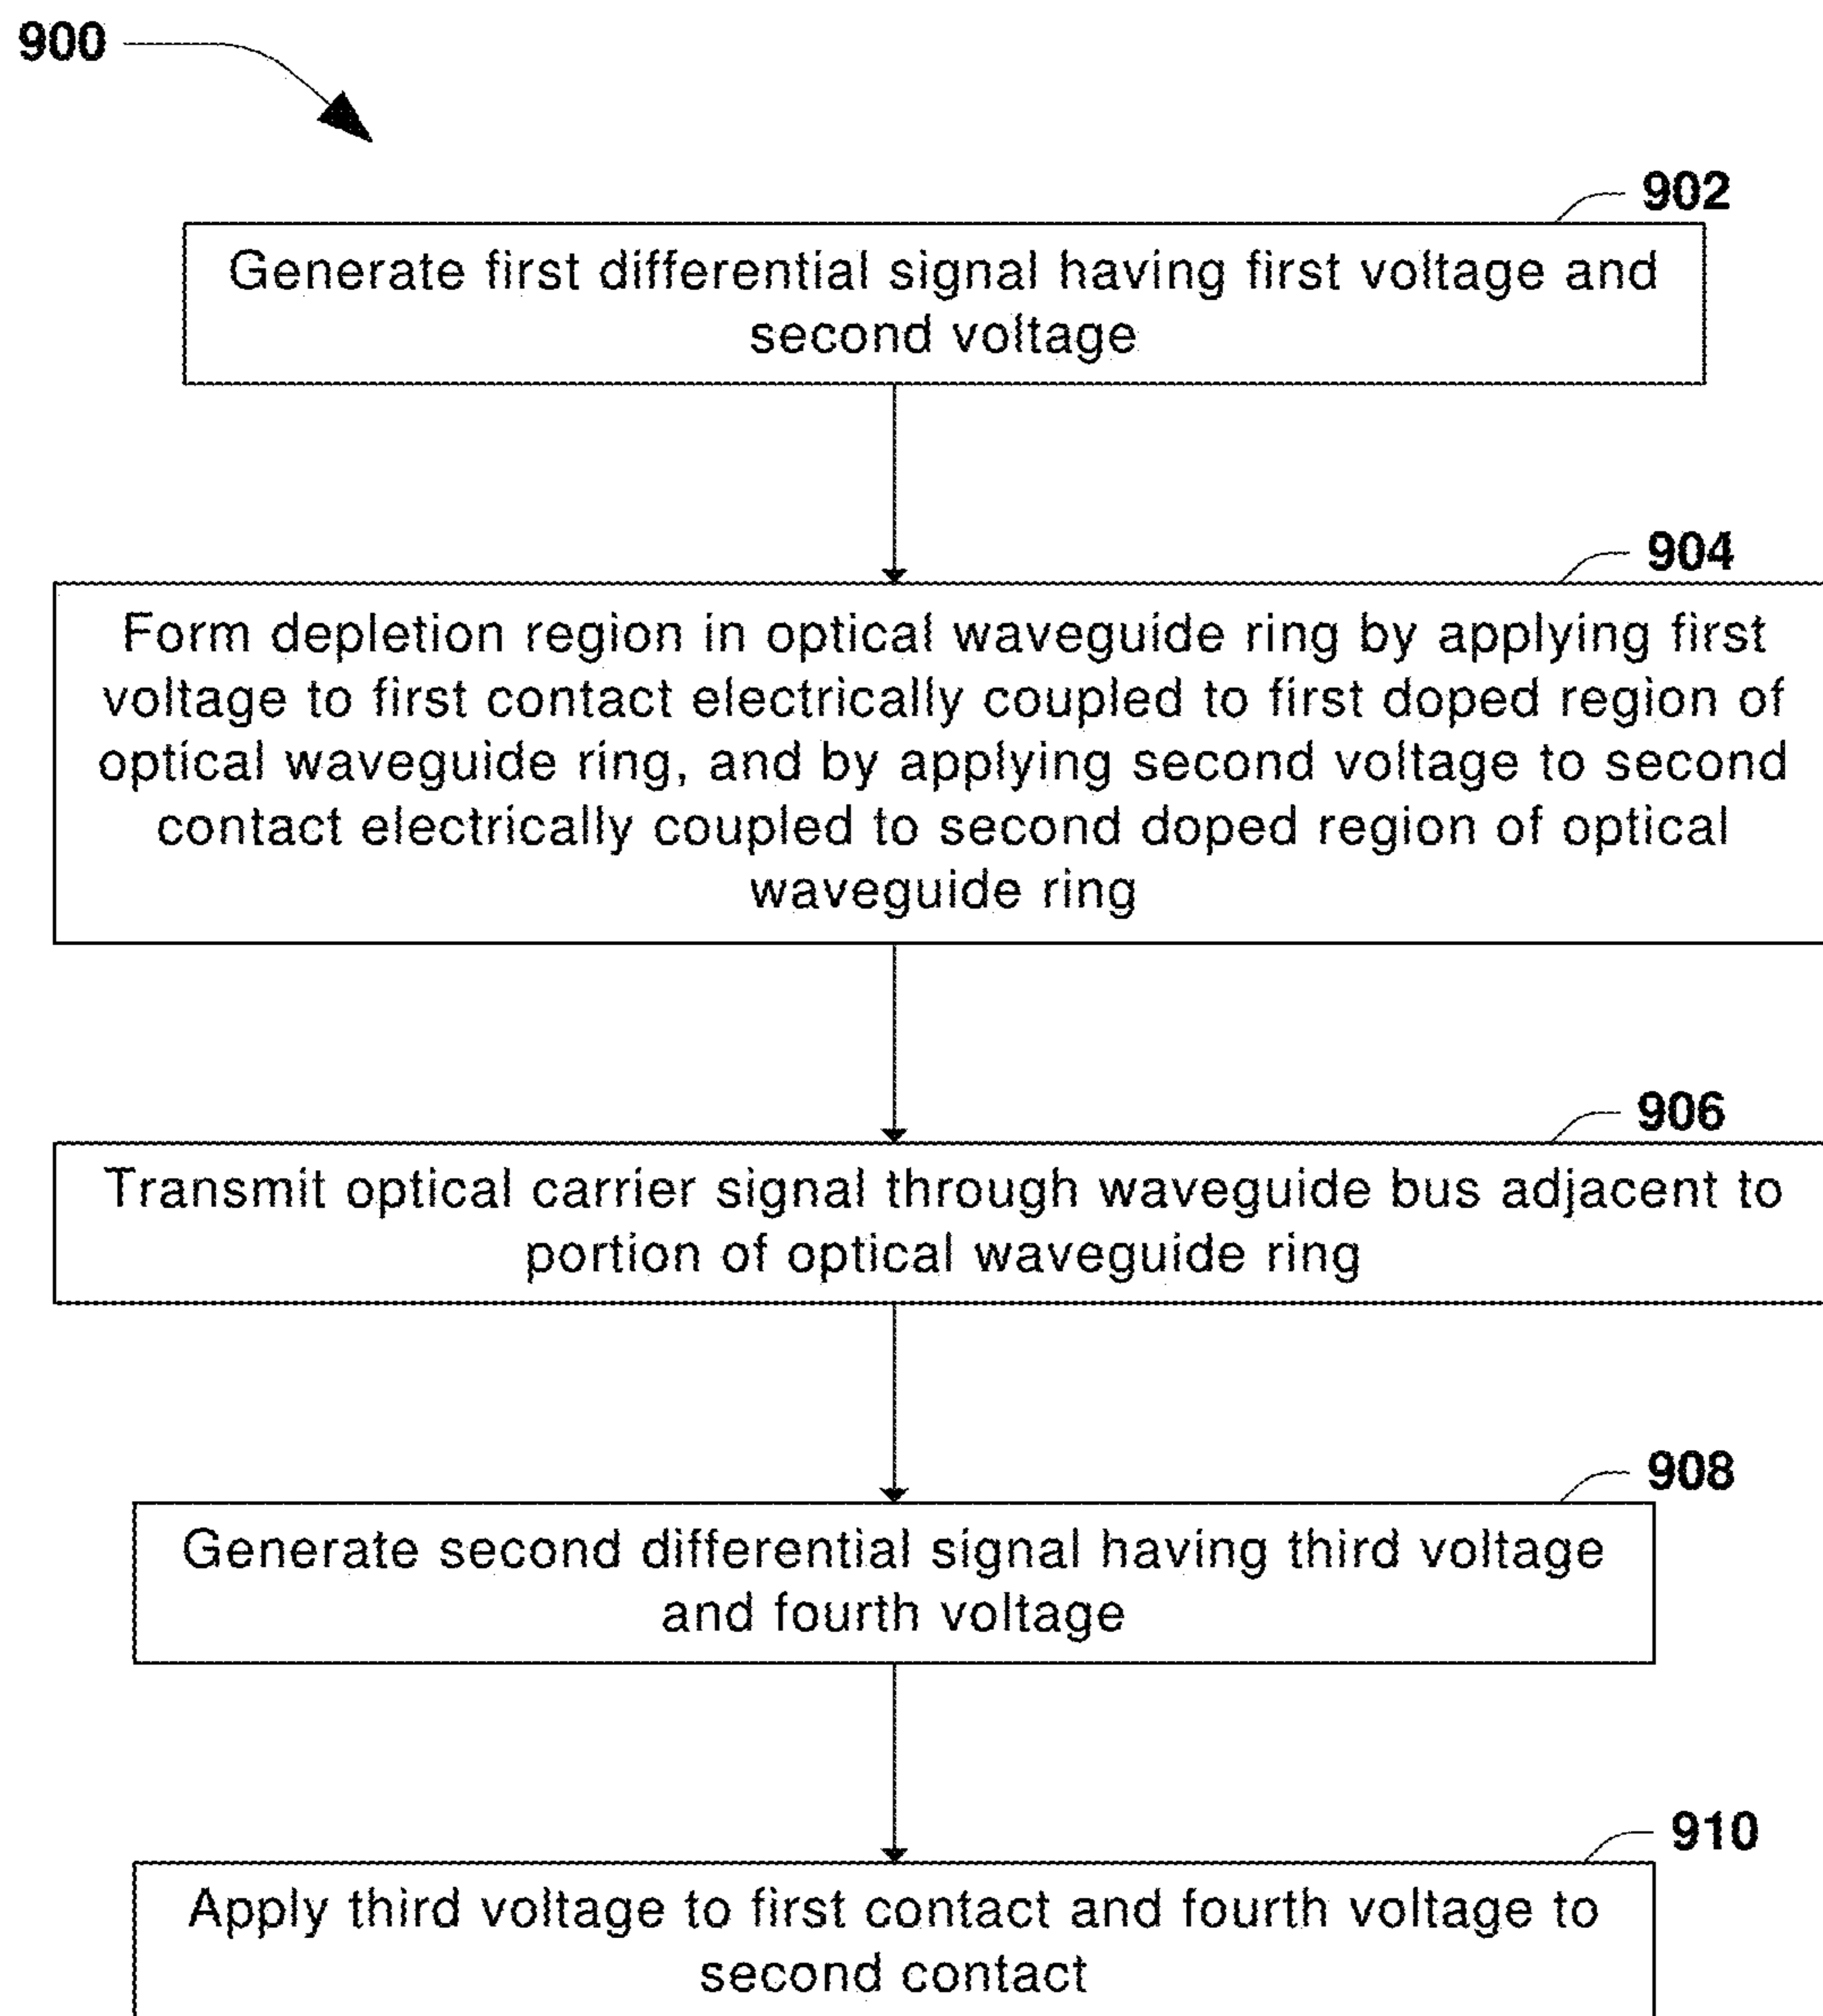 900
902
Generate first differential signal having first voltage and
second voltage
904
Form depletion region in optical waveguide ring by applying first
voltage to first contact electrically coupled to first doped region of
optical waveguide ring, and by applying second voltage to second
contact electrically coupled to second doped region of optical
waveguide ring
906
Transmit optical carrier signal through waveguide bus adjacent to
portion of optical waveguide ring
908
Generate second differential signal having third voltage
and fourth voltage
910
Apply third voltage to first contact and fourth voltage to
second contact